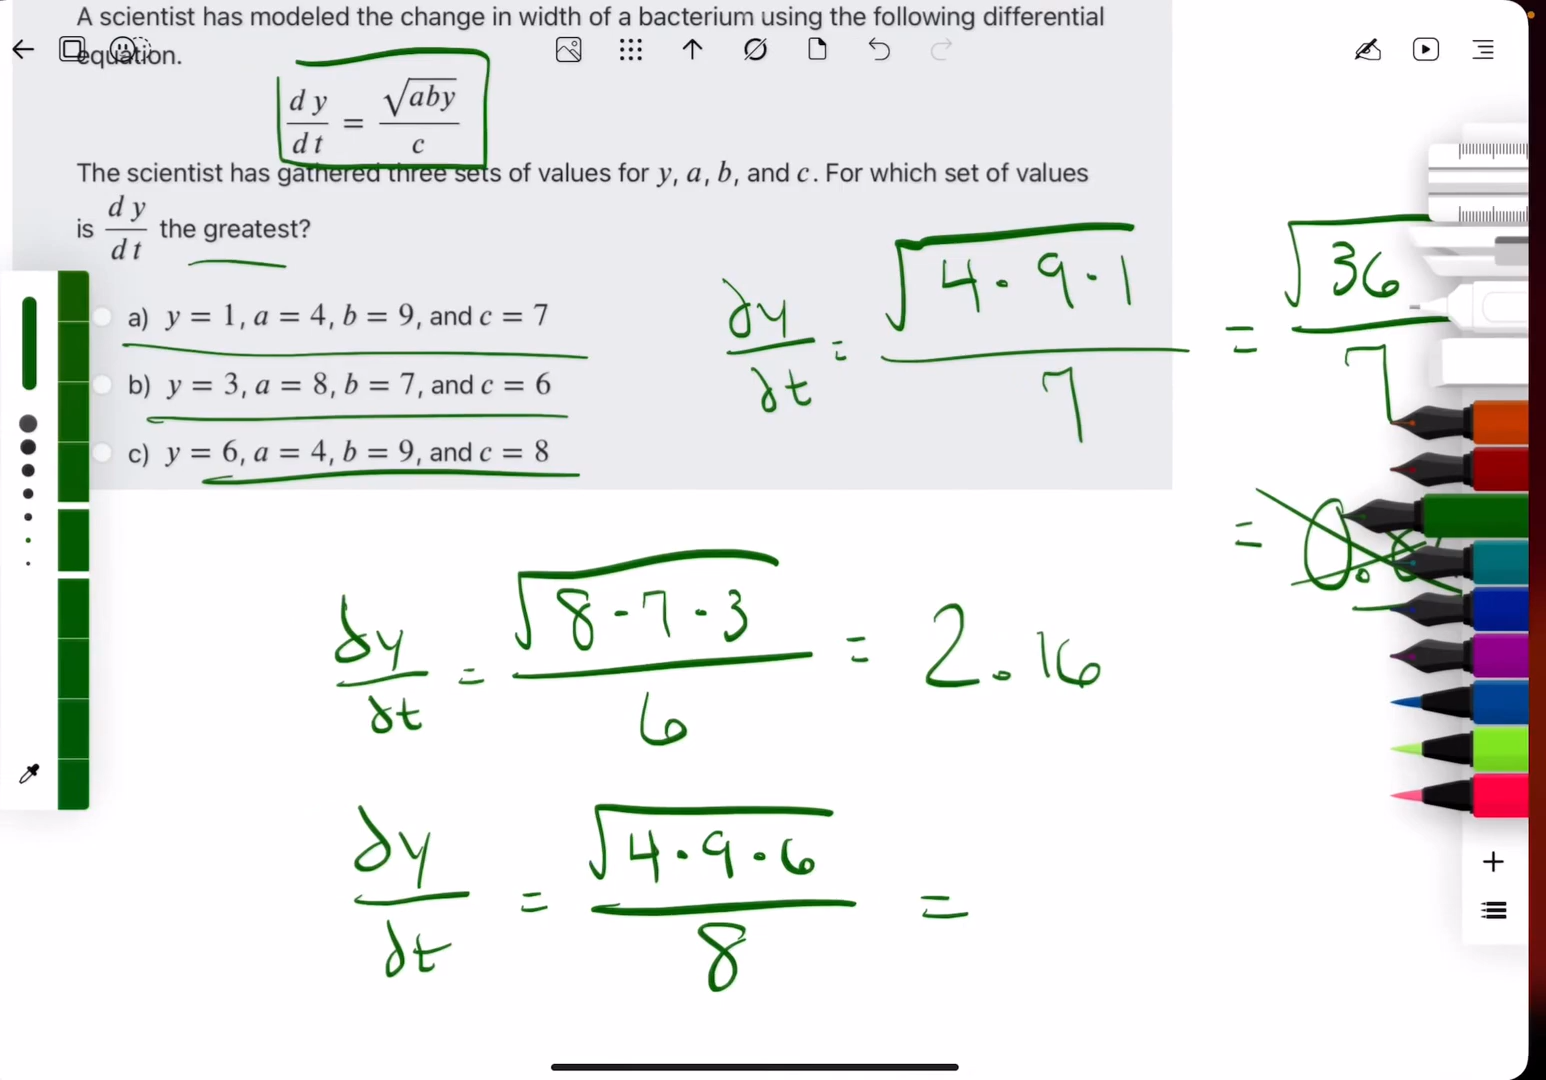 A scientist has modeled the change in width of a bacterium using the following differential
equation.
dy/dt = √aby/c
The scientist has gathered three sets of values for y, a, b, and c. For which set of values
is dy/dt the greatest?
a) y = 1, a = 4, b = 9, and c = 7
b) y = 3, a = 8, b = 7, and c = 6
c) y = 6, a = 4, b = 9, and c = 8
dy/dt = √4·9·1/7 = √36/7
= 0.
dy/dt = √8·7·3/6 = 2.16
dy/dt = √4·9·6/8 =